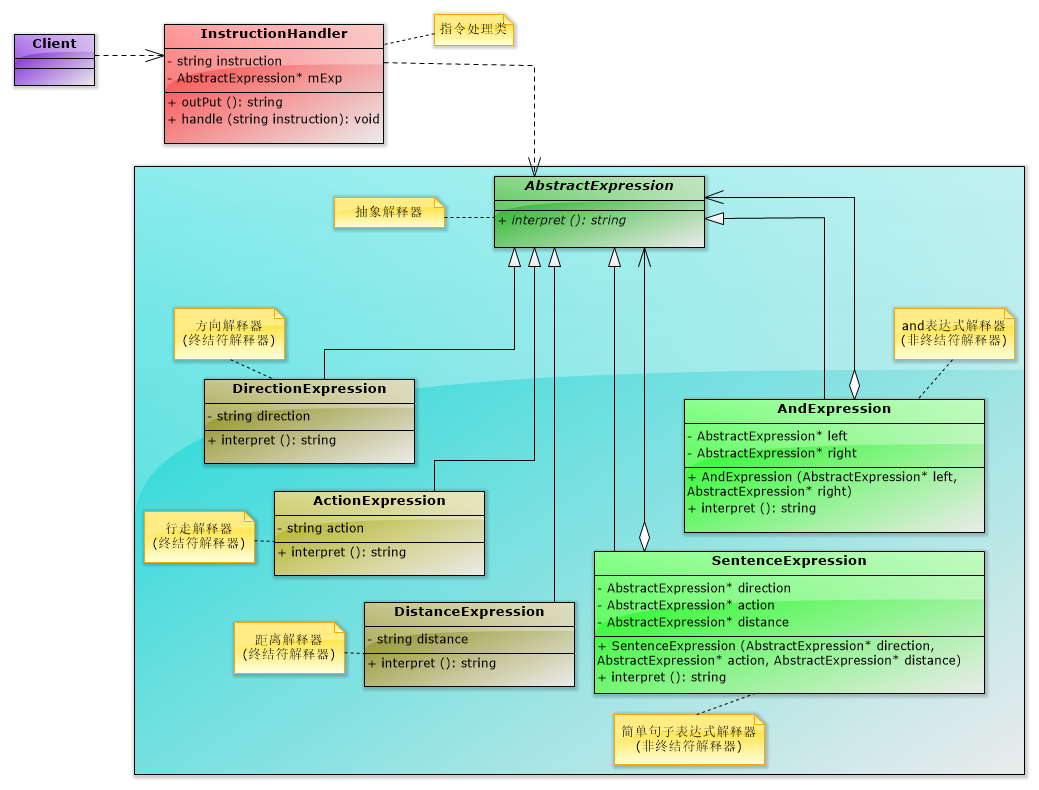 Client
InstructionHandler
- string instruction
- AbstractExpression* mExp
+ outPut (): string
+ handle (string instruction): void
指令处理类
AbstractExpression
+ interpret (): string
抽象解释器
方向解释器
(终结符解释器)
DirectionExpression
- string direction
+ interpret (): string
and表达式解释器
(非终结符解释器)
AndExpression
- AbstractExpression* left
- AbstractExpression* right
+ AndExpression (AbstractExpression* left,
AbstractExpression* right)
+ interpret (): string
行走解释器
(终结符解释器)
ActionExpression
- string action
+ interpret (): string
SentenceExpression
- AbstractExpression* direction
- AbstractExpression* action
- AbstractExpression* distance
+ SentenceExpression (AbstractExpression* direction,
AbstractExpression* action, AbstractExpression* distance)
+ interpret (): string
距离解释器
(终结符解释器)
DistanceExpression
- string distance
+ interpret (): string
简单句子表达式解释器
(非终结符解释器)